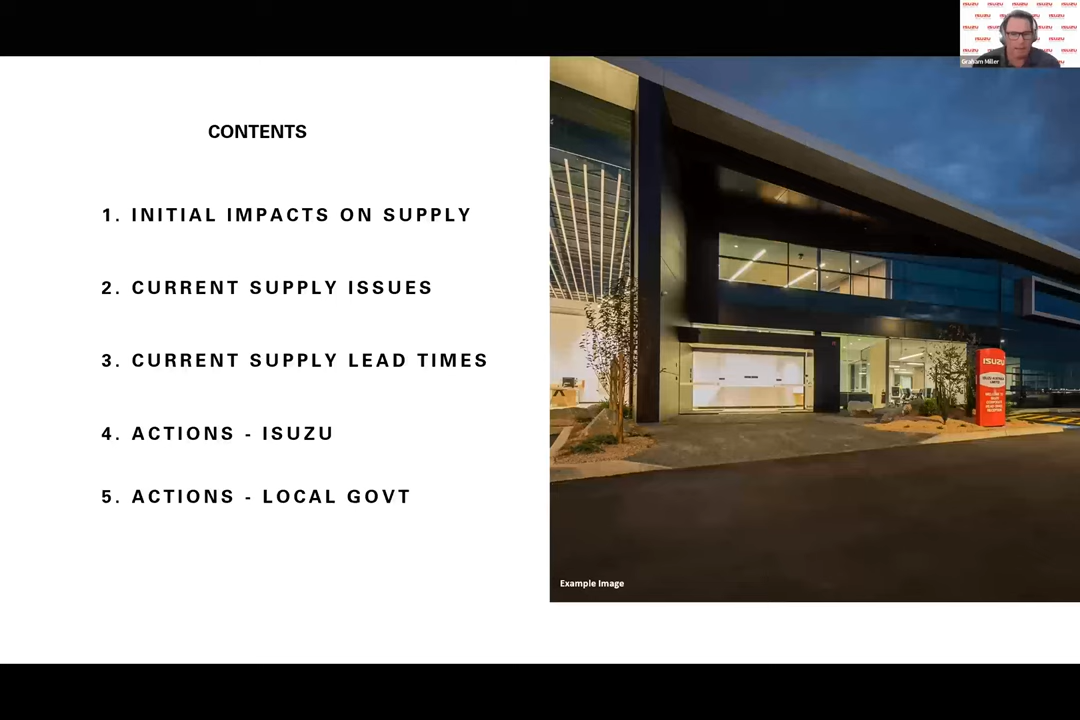 CONTENTS
1. INITIAL IMPACTS ON SUPPLY
2. CURRENT SUPPLY ISSUES
3. CURRENT SUPPLY LEAD TIMES
4. ACTIONS - ISUZU
5. ACTIONS - LOCAL GOVT
Example Image
ISUZU
Graham Miller